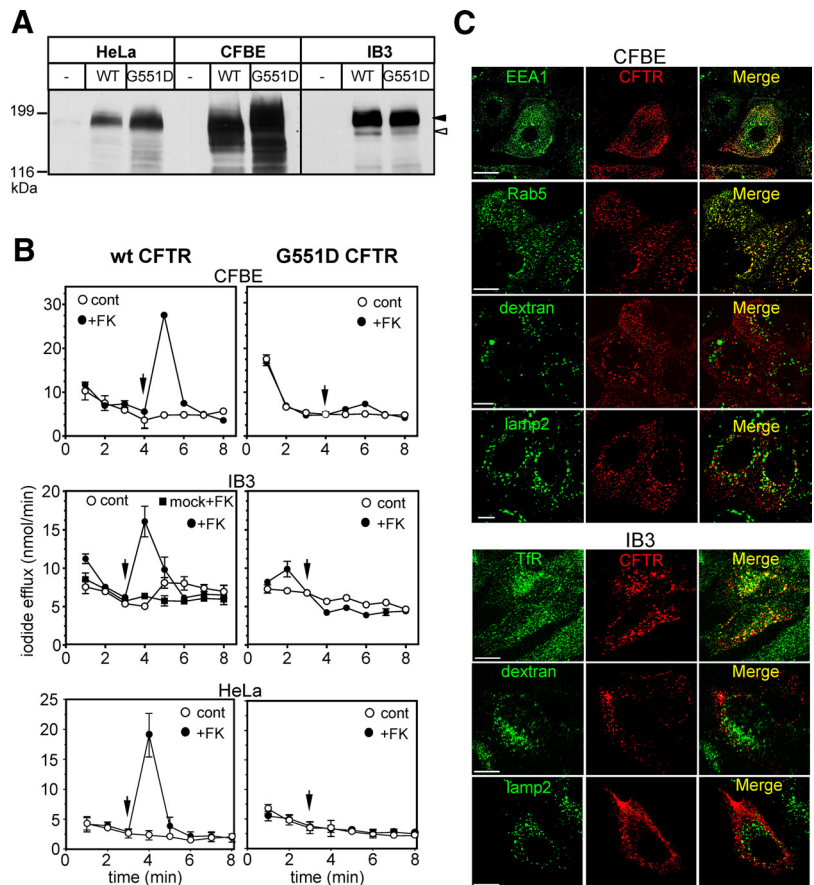 A
HeLa CFBE IB3
- WT G551D - WT G551D - WT G551D
199
116
kDa
B
wt CFTR G551D CFTR
CFBE
30
20
10
0
cont
+FK
0 2 4 6 8
cont
+FK
0 2 4 6 8
IB3
iodide efflux (nmol/min)
20
15
10
5
0
cont mock+FK
+FK
0 2 4 6 8
cont
+FK
0 2 4 6 8
HeLa
25
20
15
10
5
0
cont
+FK
0 2 4 6 8
time (min)
cont
+FK
0 2 4 6 8
time (min)
C
CFBE
EEA1 CFTR Merge
Rab5 Merge
dextran Merge
lamp2 Merge
IB3
TfR CFTR Merge
dextran Merge
lamp2 Merge